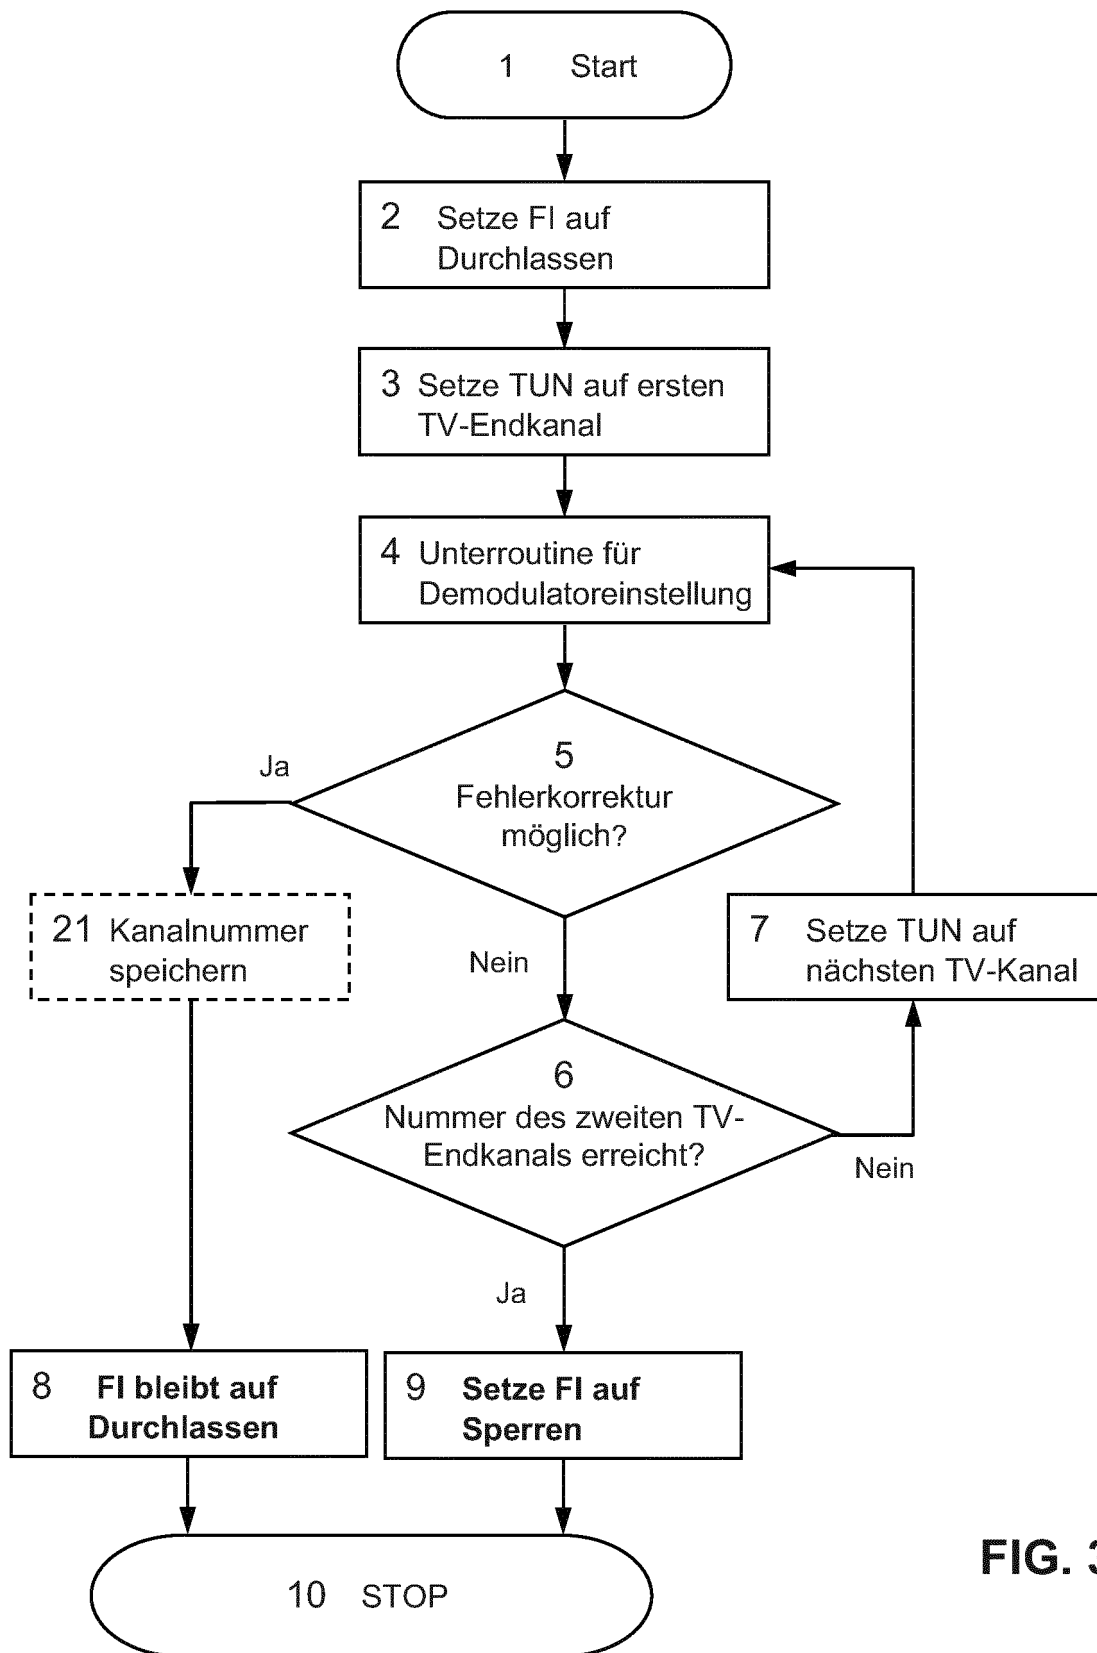 1 Start
2 Setze FI auf
Durchlassen
3 Setze TUN auf ersten
TV-Endkanal
4 Unterroutine für
Demodulatoreinstellung
5
Fehlerkorrektur
möglich?
Ja
21 Kanalnummer
speichern
Nein
7 Setze TUN auf
nächsten TV-Kanal
6
Nummer des zweiten TV-
Endkanals erreicht?
Nein
Ja
8 FI bleibt auf
Durchlassen
9 Setze FI auf
Sperren
10 STOP
FIG. 3